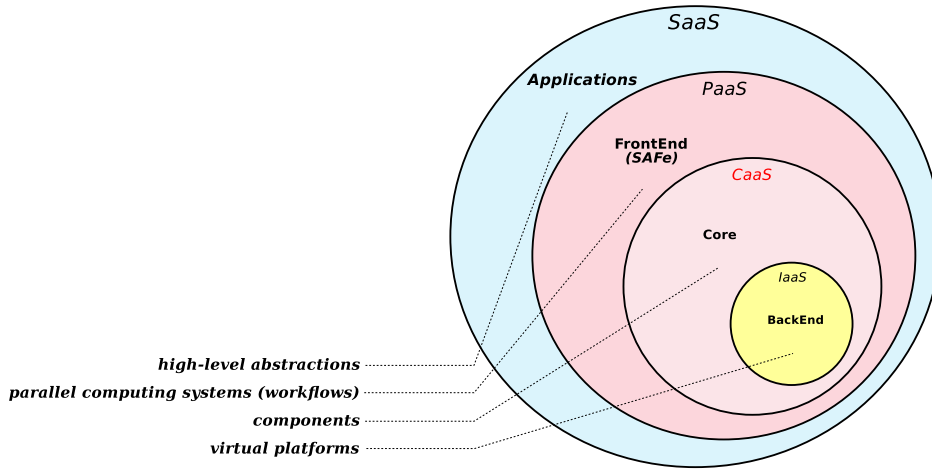 SaaS
Applications
PaaS
FrontEnd
(SAFe)
CaaS
Core
IaaS
BackEnd
high-level abstractions
parallel computing systems (workflows)
components
virtual platforms